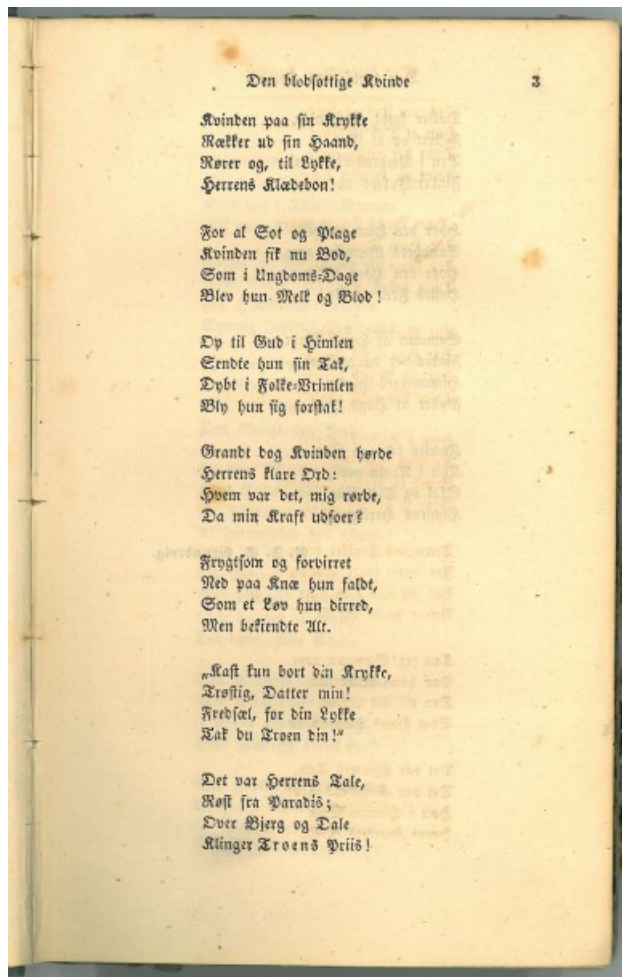 Den blodsottige Kvinde 3
Kvinden paa sin Krykke
Rækker ud sin Haand,
Rører og, til Lykke,
Herrens Klædebon!
For al Sot og Plage
Kvinden fik nu Bod,
Som i Ungdoms-Dage
Blev hun Melk og Blod!
Op til Gud i Himlen
Sendte hun sin Tak,
Dybt i Folke-Vrimlen
Bly hun sig forstak!
Grandt dog Kvinden hørde
Herrens klare Ord:
Hvem var det, mig rørde,
Da min Kraft udfoer?
Frygtsom og forvirret
Ned paa Knæ hun faldt,
Som et Løv hun dirred,
Men bekiendte Alt.
„Kast kun bort din Krykke,
Trøstig, Datter min!
Fredsæl, for din Lykke
Tak du Troen din!“
Det var Herrens Tale,
Røst fra Paradis;
Over Bjerg og Dale
Klinger Troens Priis!